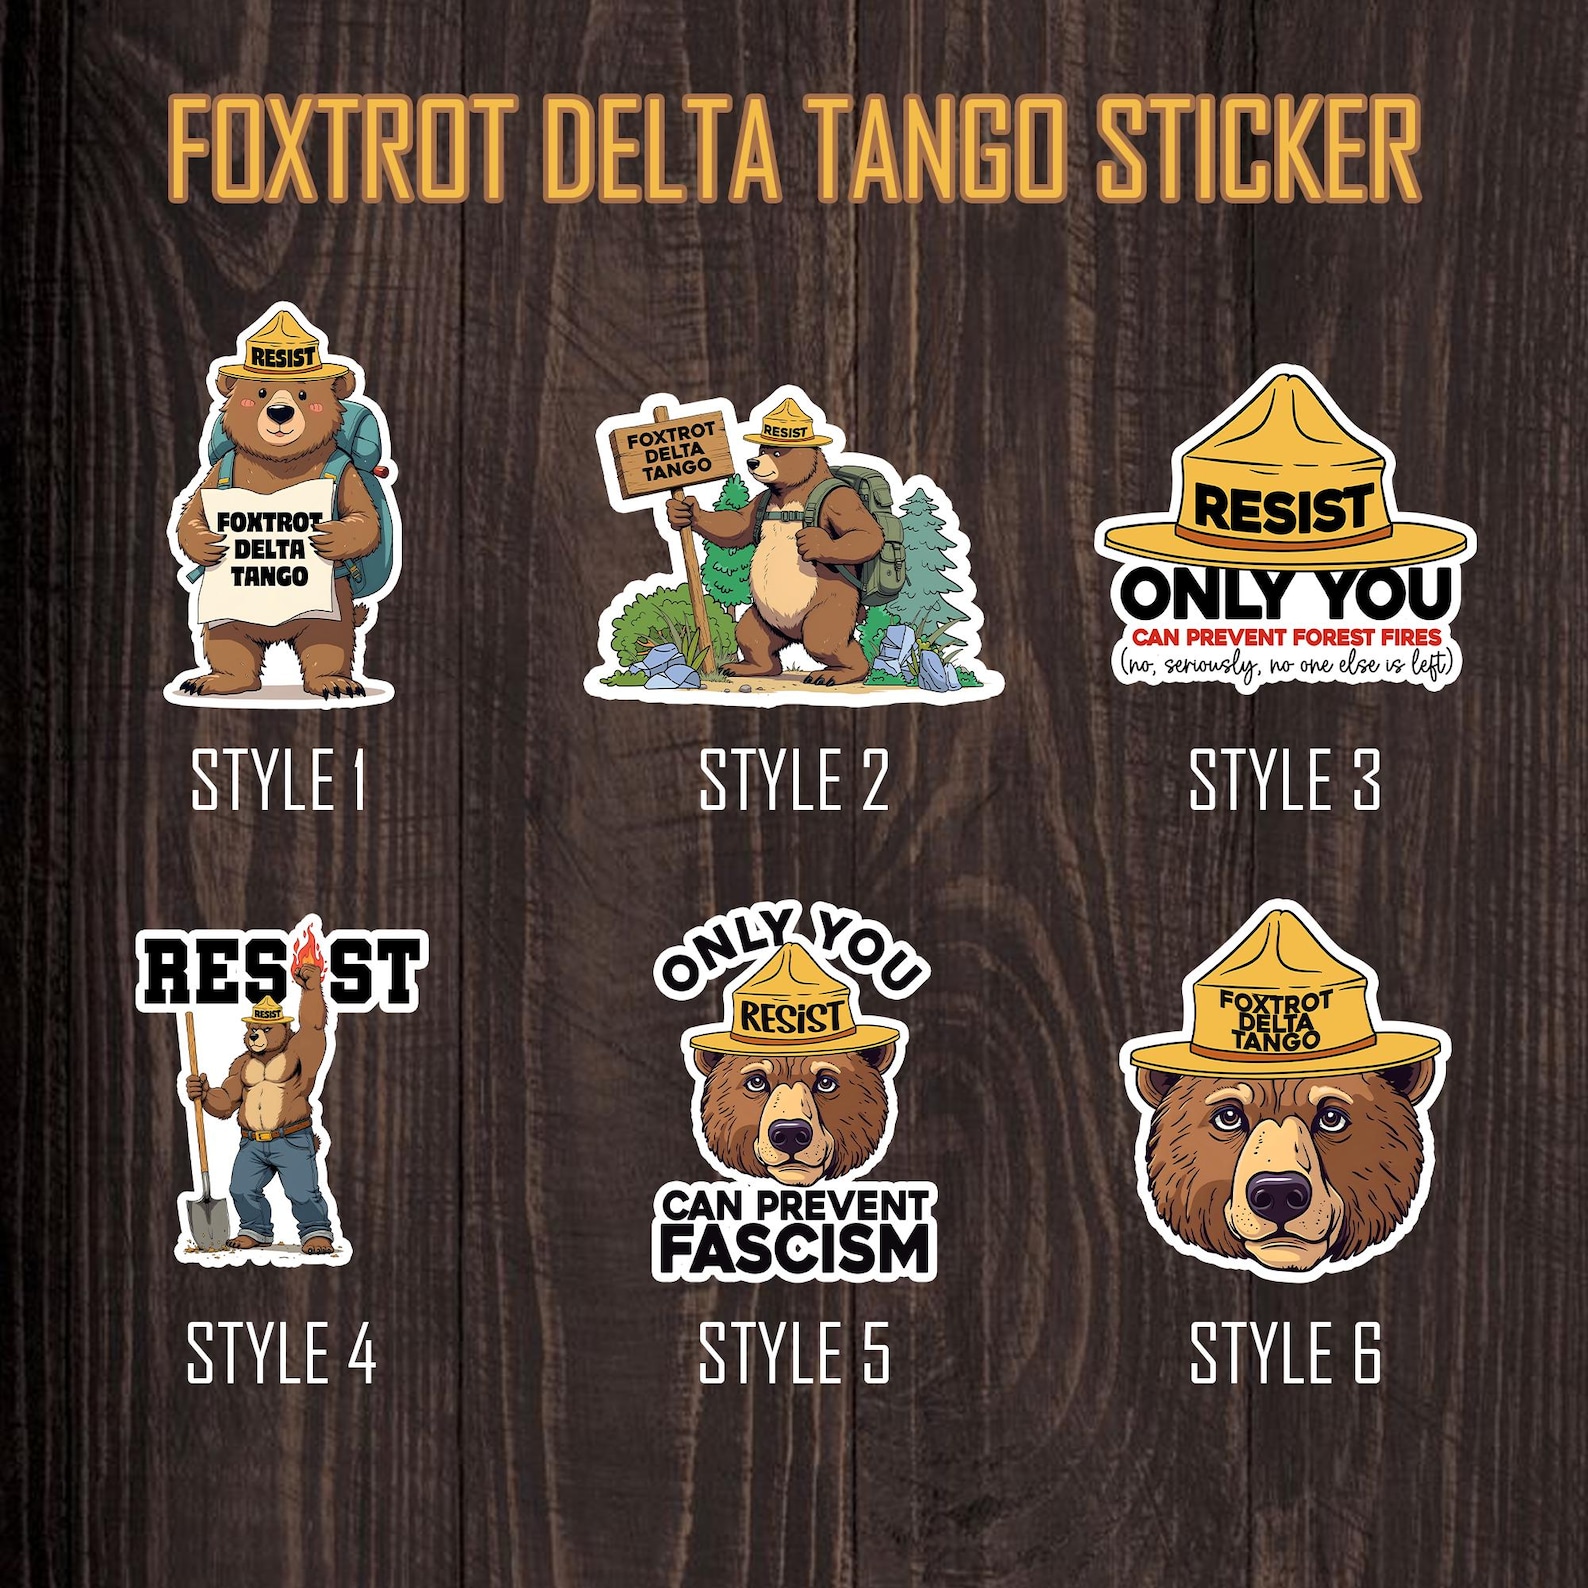 FOXTROT DELTA TANGO STICKER
RESIST
FOXTROT
DELTA
TANGO
STYLE 1
FOXTROT
DELTA
TANGO
RESIST
STYLE 2
RESIST
ONLY YOU
CAN PREVENT FOREST FIRES
(no, seriously, no one else is left)
STYLE 3
RESIST
RESIST
STYLE 4
ONLY YOU
RESIST
CAN PREVENT
FASCISM
STYLE 5
FOXTROT
DELTA
TANGO
STYLE 6